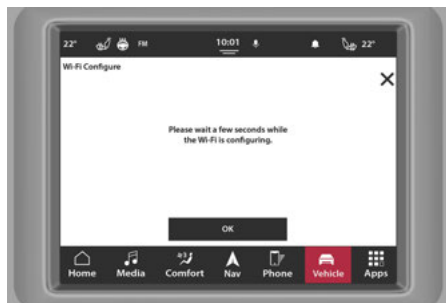 22° FM 10:01 22°
Wi-Fi Configure
Please wait a few seconds while
the Wi-Fi is configuring.
OK
Home Media Comfort Nav Phone Vehicle Apps